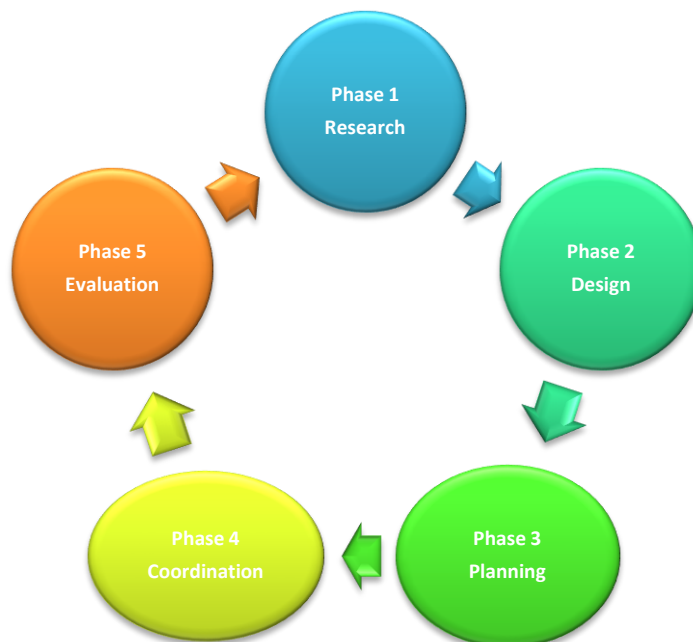 Phase 1
Research
Phase 2
Design
Phase 3
Planning
Phase 4
Coordination
Phase 5
Evaluation